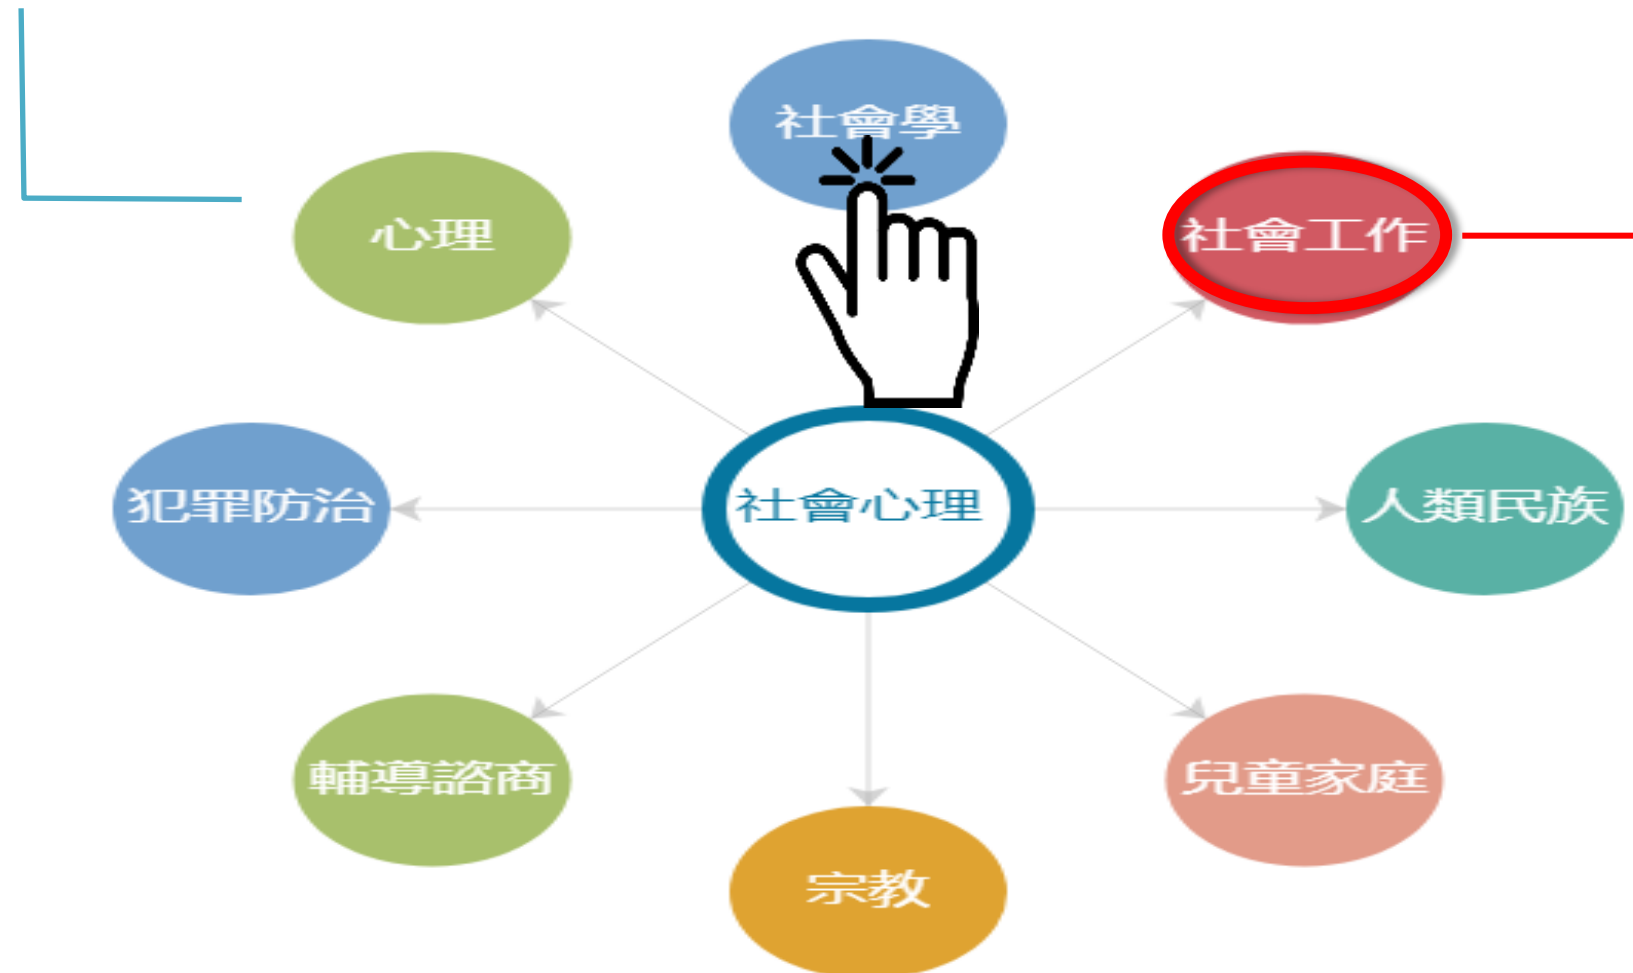 社會學
心理
社會工作
犯罪防治
社會心理
人類民族
輔導諮商
兒童家庭
宗教